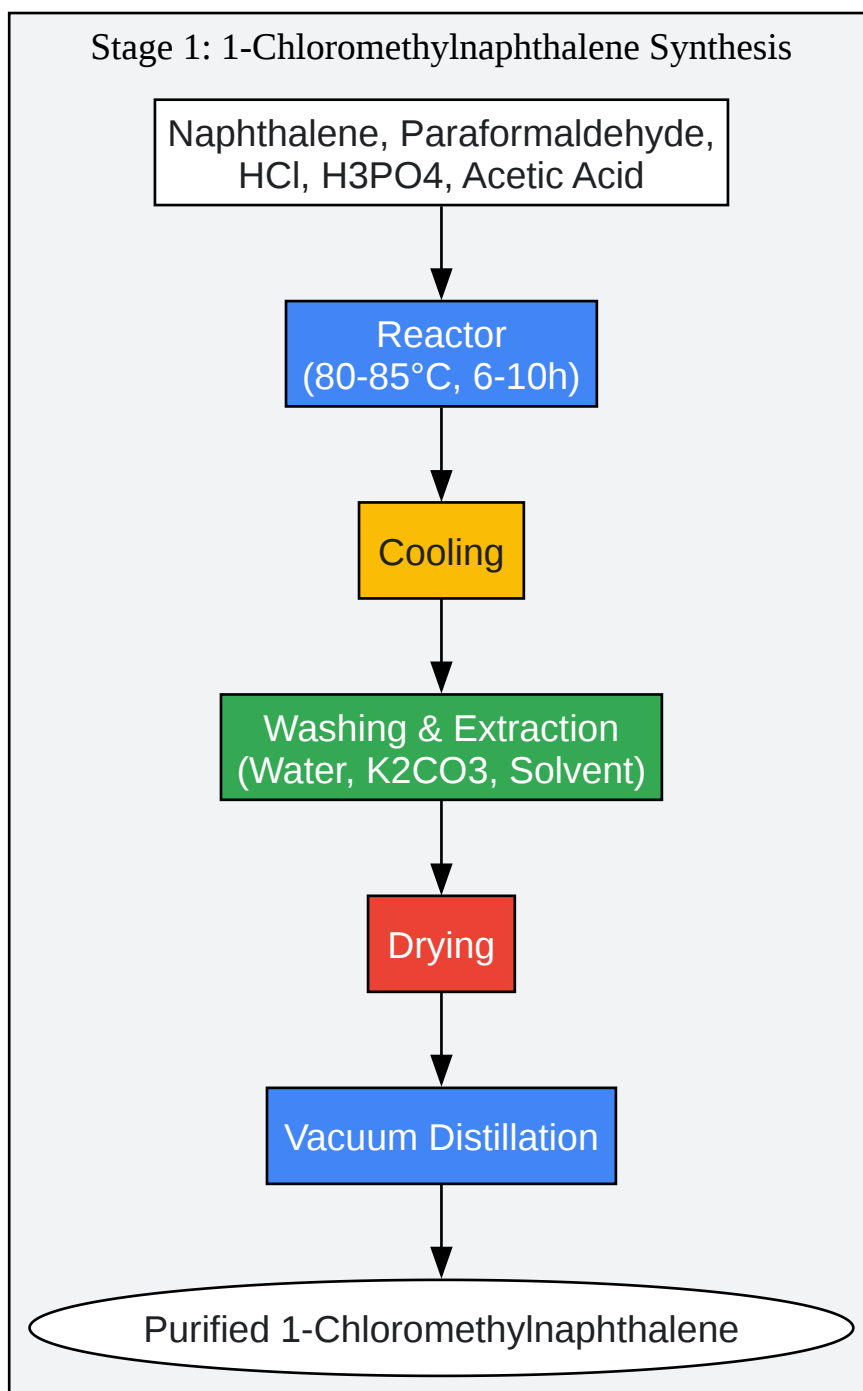 Stage 1: 1-Chloromethylnaphthalene Synthesis
Naphthalene, Paraformaldehyde,
HCl, H3PO4, Acetic Acid
Reactor
(80-85°C, 6-10h)
Cooling
Washing & Extraction
(Water, K2CO3, Solvent)
Drying
Vacuum Distillation
Purified 1-Chloromethylnaphthalene